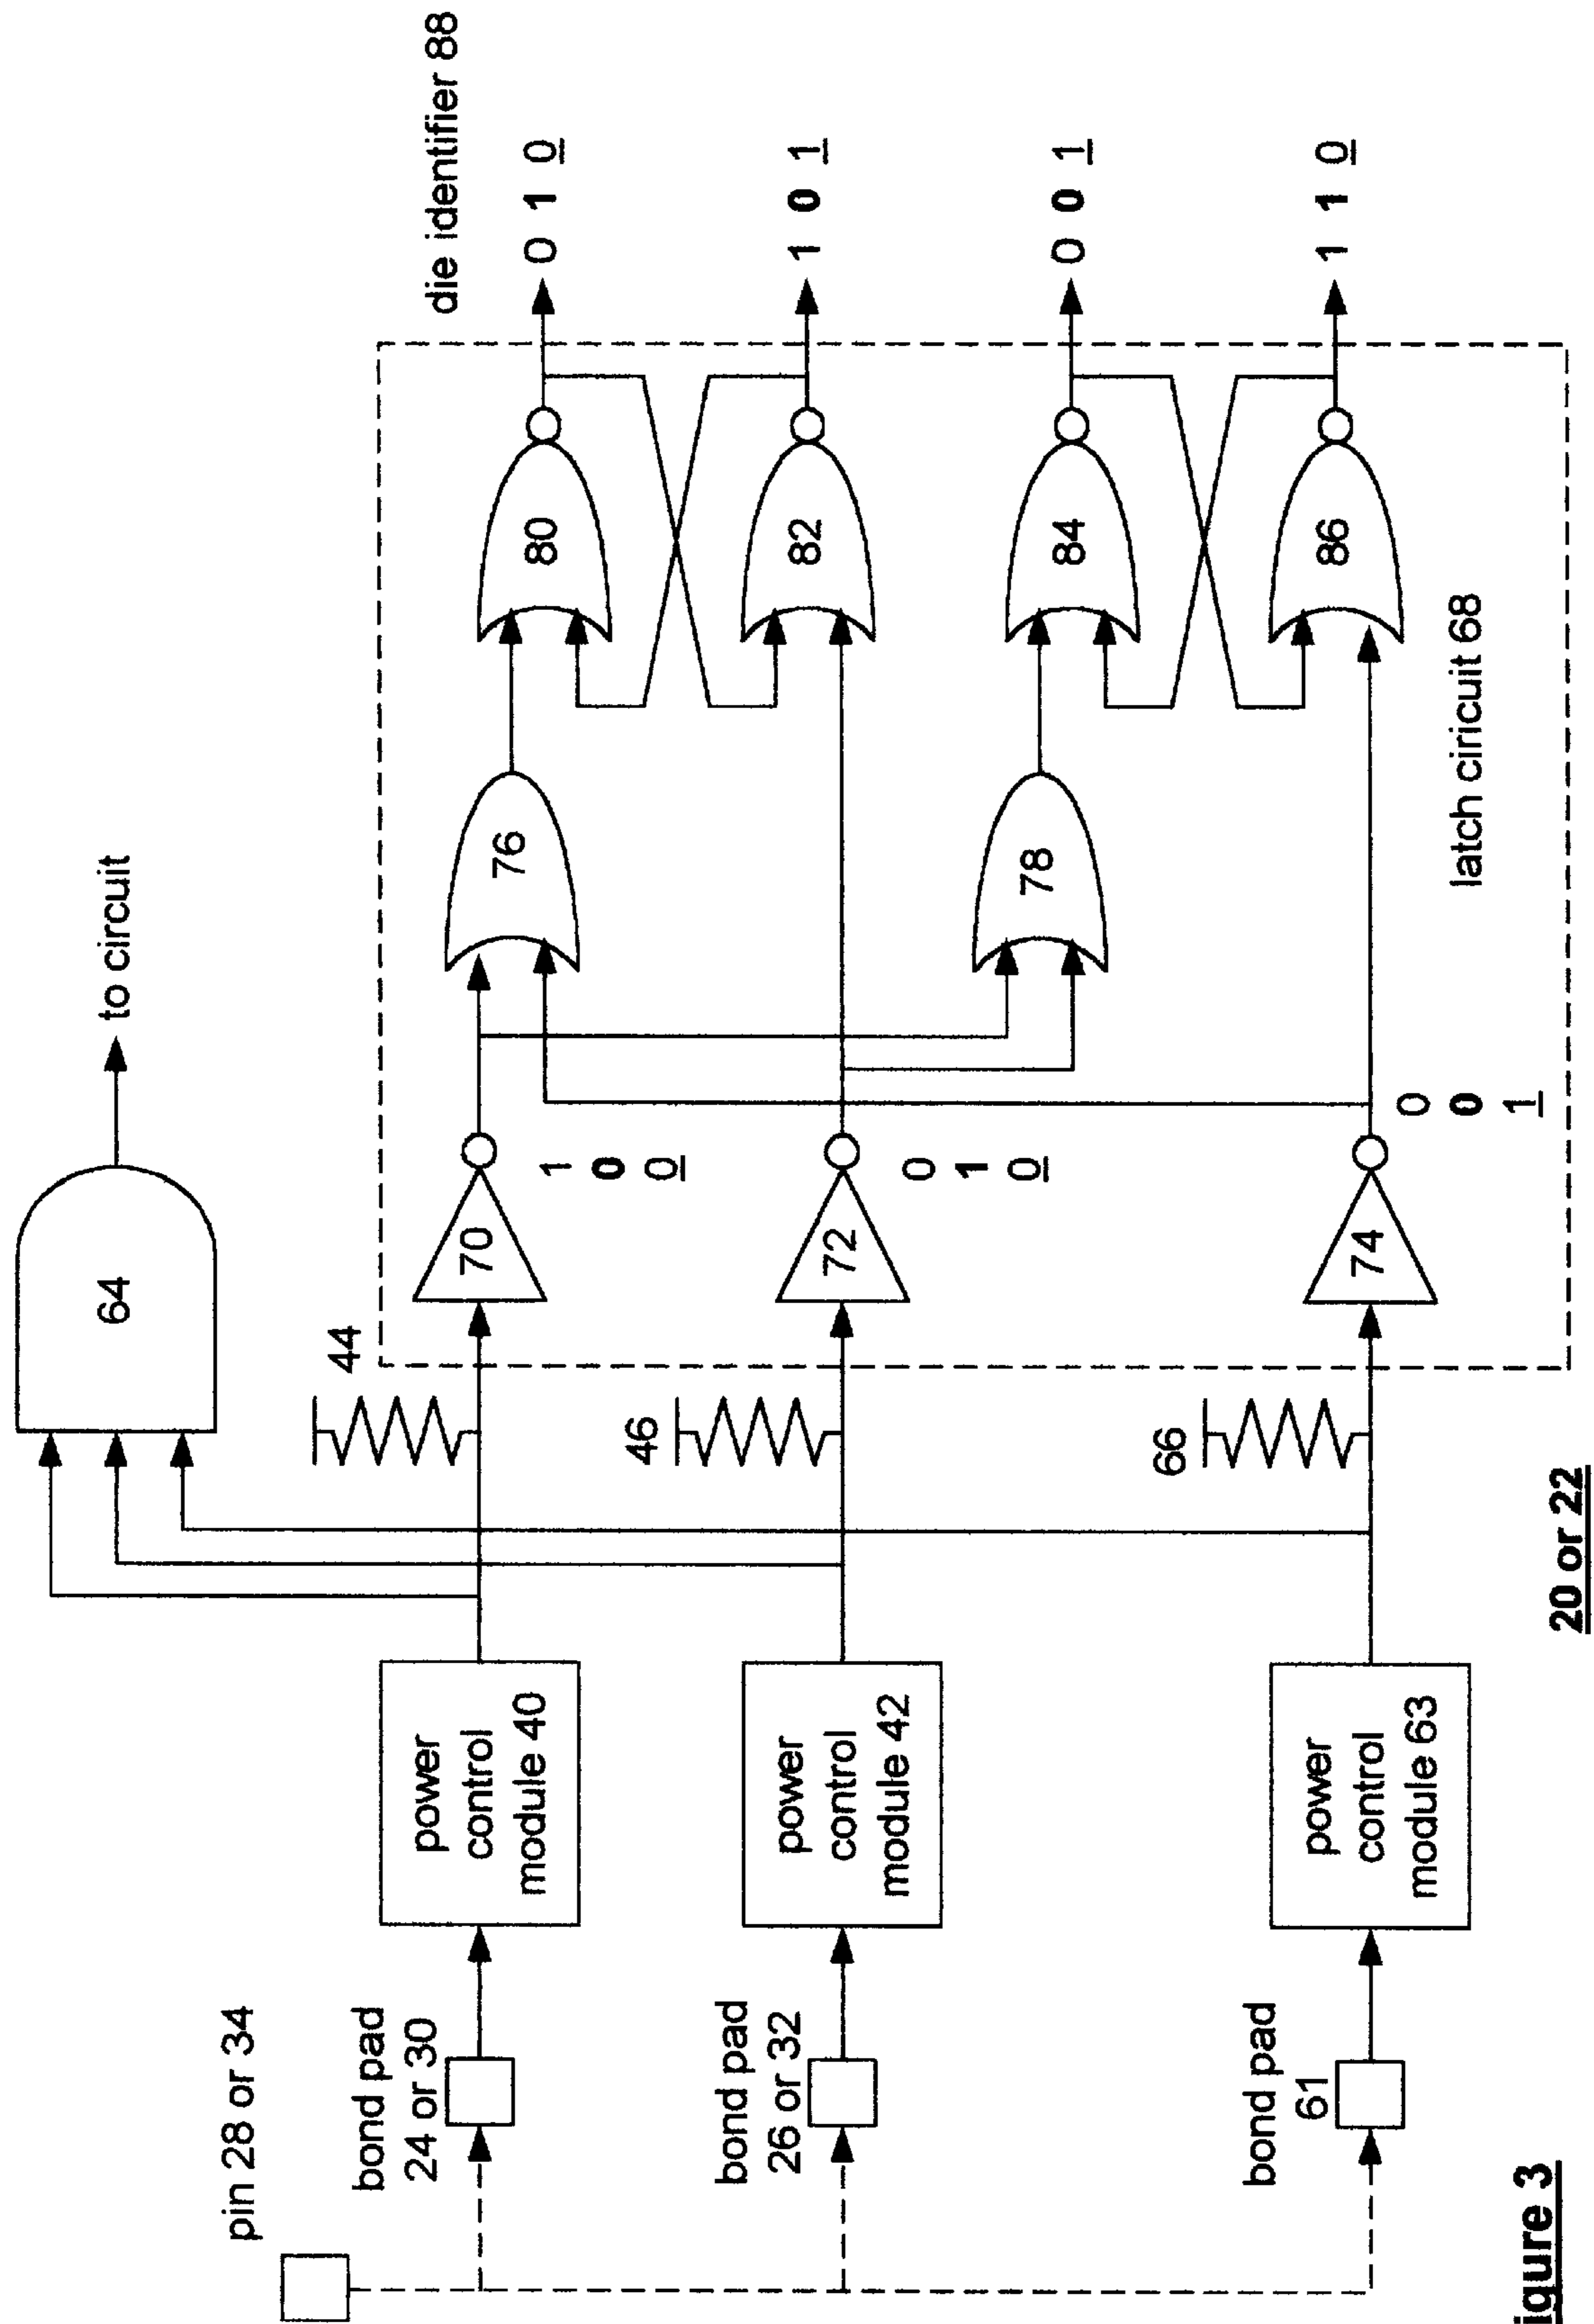 pin 28 or 34
bond pad
24 or 30
power
control
module 40
44
64
to circuit
70
1
0
0
76
80
die identifier 88
0 1 0
bond pad
26 or 32
power
control
module 42
46
72
0
1
0
82
1 0 1
78
84
0 0 1
bond pad
61
power
control
module 63
66
74
0
0
1
86
1 1 0
latch ciricuit 68
igure 3
20 or 22